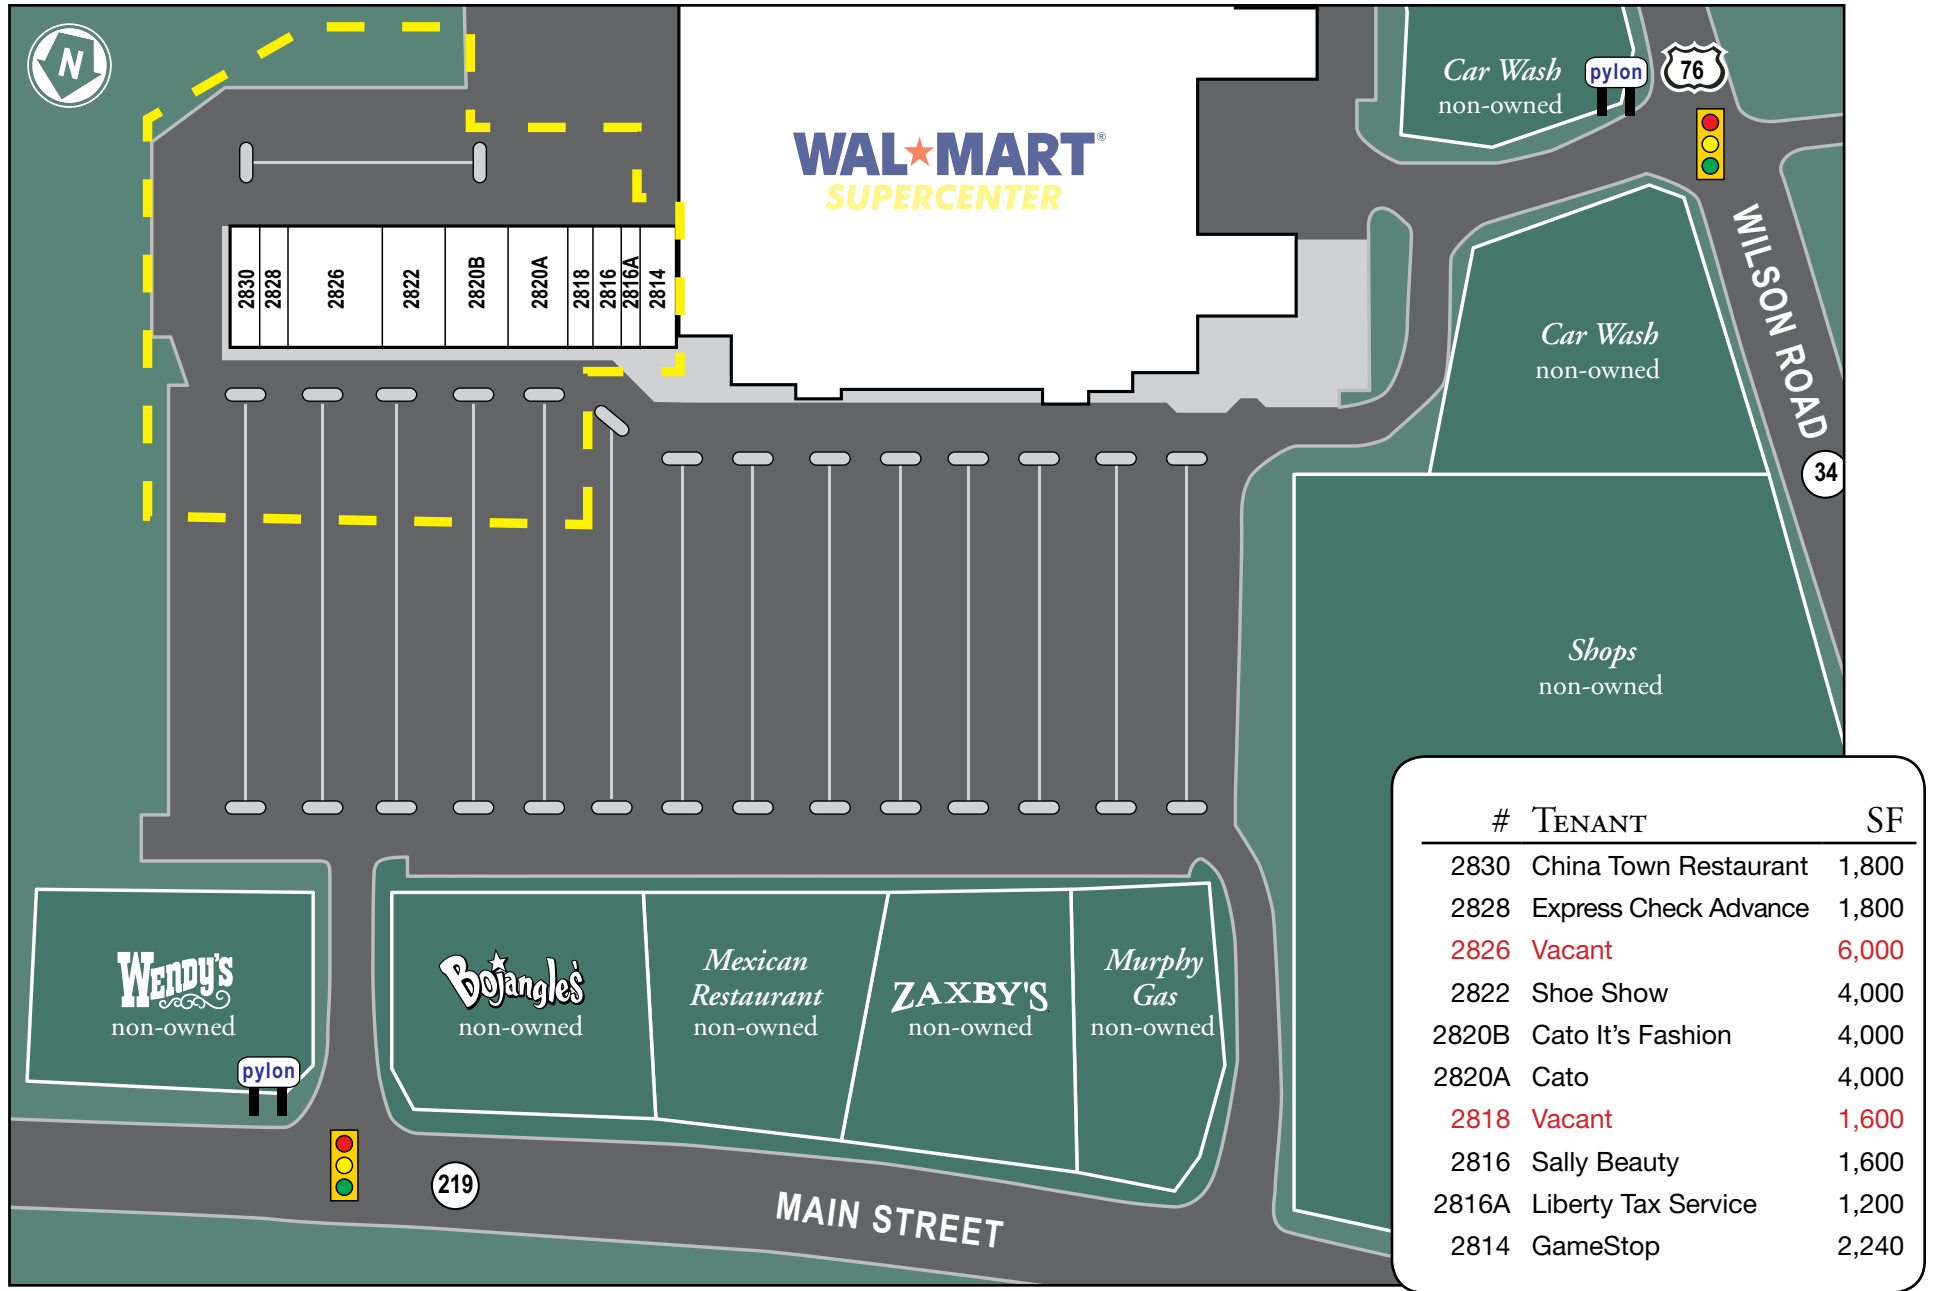 N
WAL★MART®
SUPERCENTER
Car Wash
non-owned
pylon
76
WILSON ROAD
34
2830
2828
2826
2822
2820B
2820A
2818
2816
2816A
2814
Car Wash
non-owned
Shops
non-owned
WENDY'S
non-owned
pylon
Bojangles'
non-owned
Mexican
Restaurant
non-owned
ZAXBY'S
non-owned
Murphy
Gas
non-owned
219
MAIN STREET
# TENANT SF
2830 China Town Restaurant 1,800
2828 Express Check Advance 1,800
2826 Vacant 6,000
2822 Shoe Show 4,000
2820B Cato It's Fashion 4,000
2820A Cato 4,000
2818 Vacant 1,600
2816 Sally Beauty 1,600
2816A Liberty Tax Service 1,200
2814 GameStop 2,240